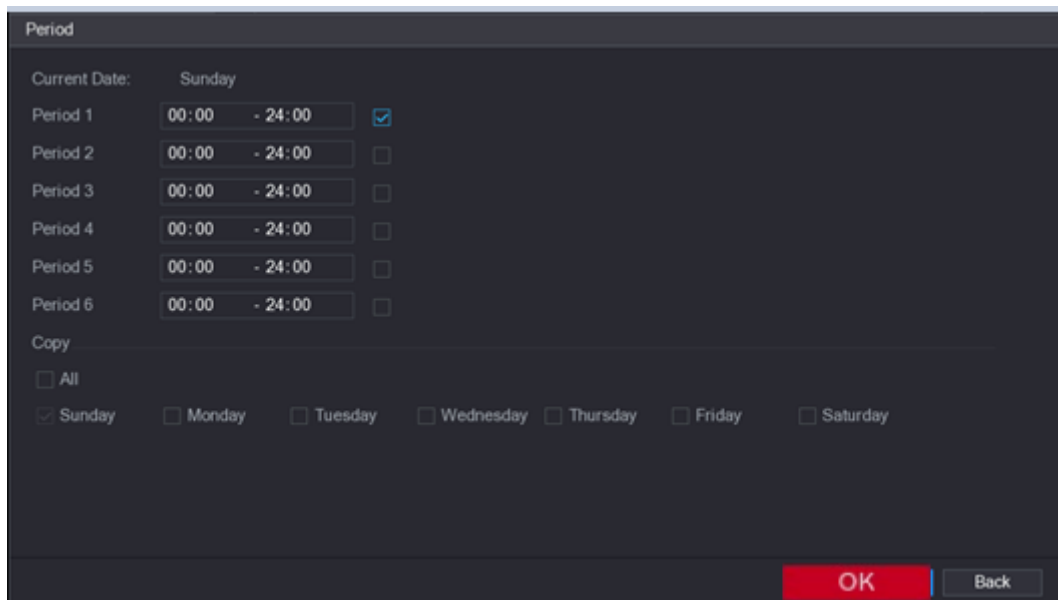 Period
Current Date: Sunday
Period 1 00:00 - 24:00
Period 2 00:00 - 24:00
Period 3 00:00 - 24:00
Period 4 00:00 - 24:00
Period 5 00:00 - 24:00
Period 6 00:00 - 24:00
Copy
All
Sunday Monday Tuesday Wednesday Thursday Friday Saturday
OK Back